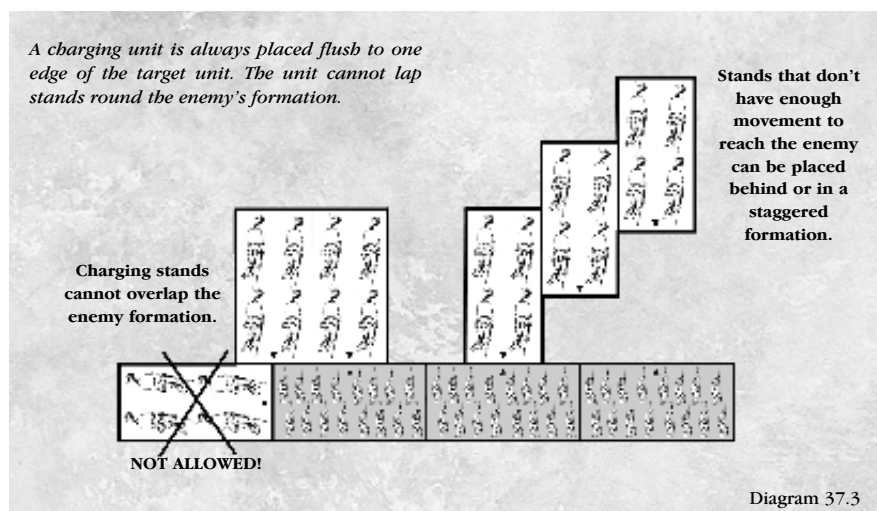 A charging unit is always placed flush to one
edge of the target unit. The unit cannot lap
stands round the enemy's formation.
Stands that don't
have enough
movement to
reach the enemy
can be placed
behind or in a
staggered
formation.
Charging stands
cannot overlap the
enemy formation.
NOT ALLOWED!
Diagram 37.3